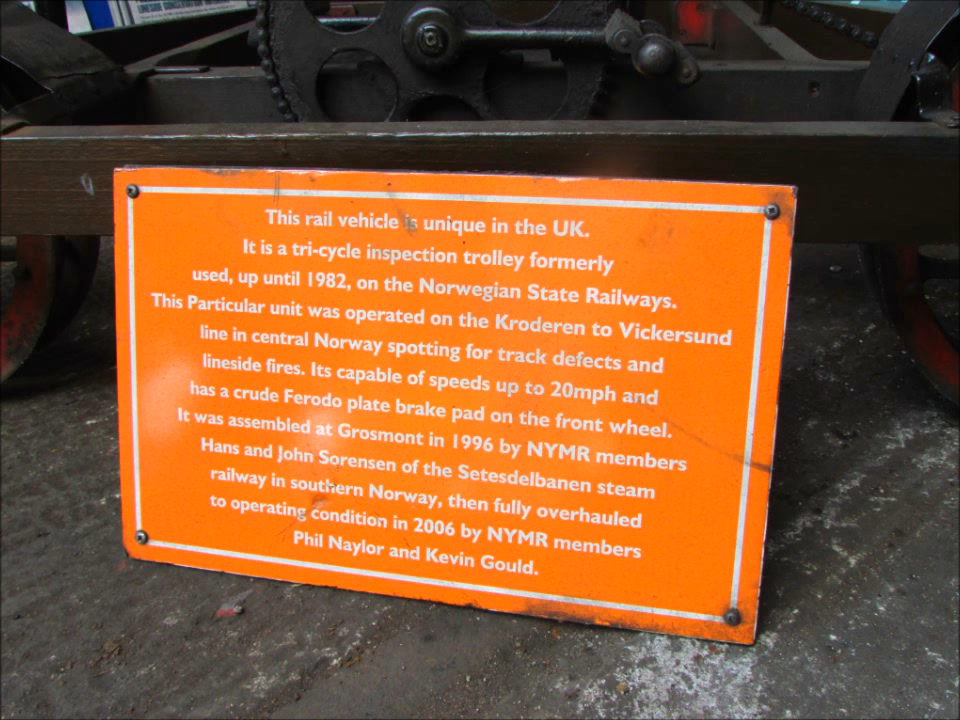 This rail vehicle is unique in the UK.
It is a tri-cycle inspection trolley formerly
used, up until 1982, on the Norwegian State Railways.
This Particular unit was operated on the Kroderen to Vickersund
line in central Norway spotting for track defects and
lineside fires. Its capable of speeds up to 20mph and
has a crude Ferodo plate brake pad on the front wheel.
It was assembled at Grosmont in 1996 by NYMR members
Hans and John Sorensen of the Setesdelbanen steam
railway in southern Norway, then fully overhauled
to operating condition in 2006 by NYMR members
Phil Naylor and Kevin Gould.